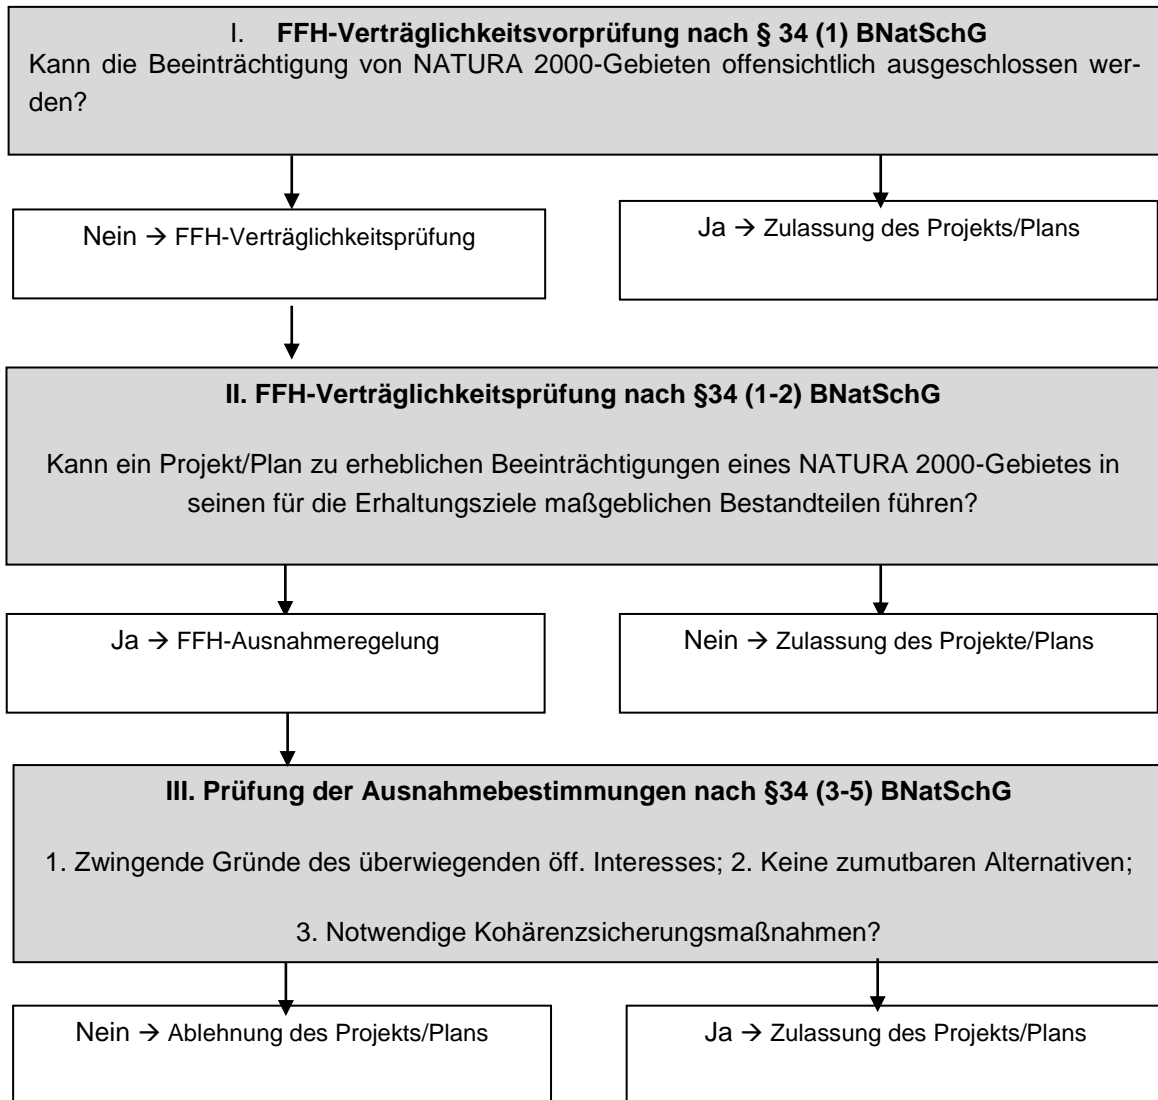 I. FFH-Verträglichkeitsvorprüfung nach § 34 (1) BNatSchG
Kann die Beeinträchtigung von NATURA 2000-Gebieten offensichtlich ausgeschlossen wer-
den?
Nein → FFH-Verträglichkeitsprüfung
Ja → Zulassung des Projekts/Plans
II. FFH-Verträglichkeitsprüfung nach §34 (1-2) BNatSchG
Kann ein Projekt/Plan zu erheblichen Beeinträchtigungen eines NATURA 2000-Gebietes in
seinen für die Erhaltungsziele maßgeblichen Bestandteilen führen?
Ja → FFH-Ausnahmeregelung
Nein → Zulassung des Projekte/Plans
III. Prüfung der Ausnahmebestimmungen nach §34 (3-5) BNatSchG
1. Zwingende Gründe des überwiegenden öff. Interesses; 2. Keine zumutbaren Alternativen;
3. Notwendige Kohärenzsicherungsmaßnahmen?
Nein → Ablehnung des Projekts/Plans
Ja → Zulassung des Projekts/Plans